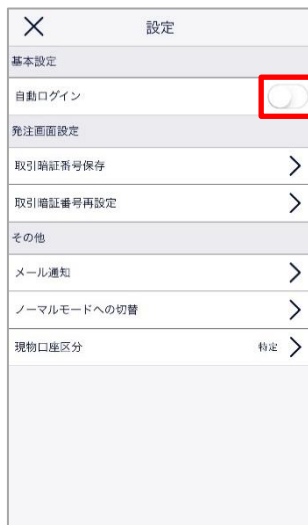 設定
基本設定
自動ログイン
発注画面設定
取引暗証番号保存
取引暗証番号再設定
その他
メール通知
ノーマルモードへの切替
現物口座区分 特定